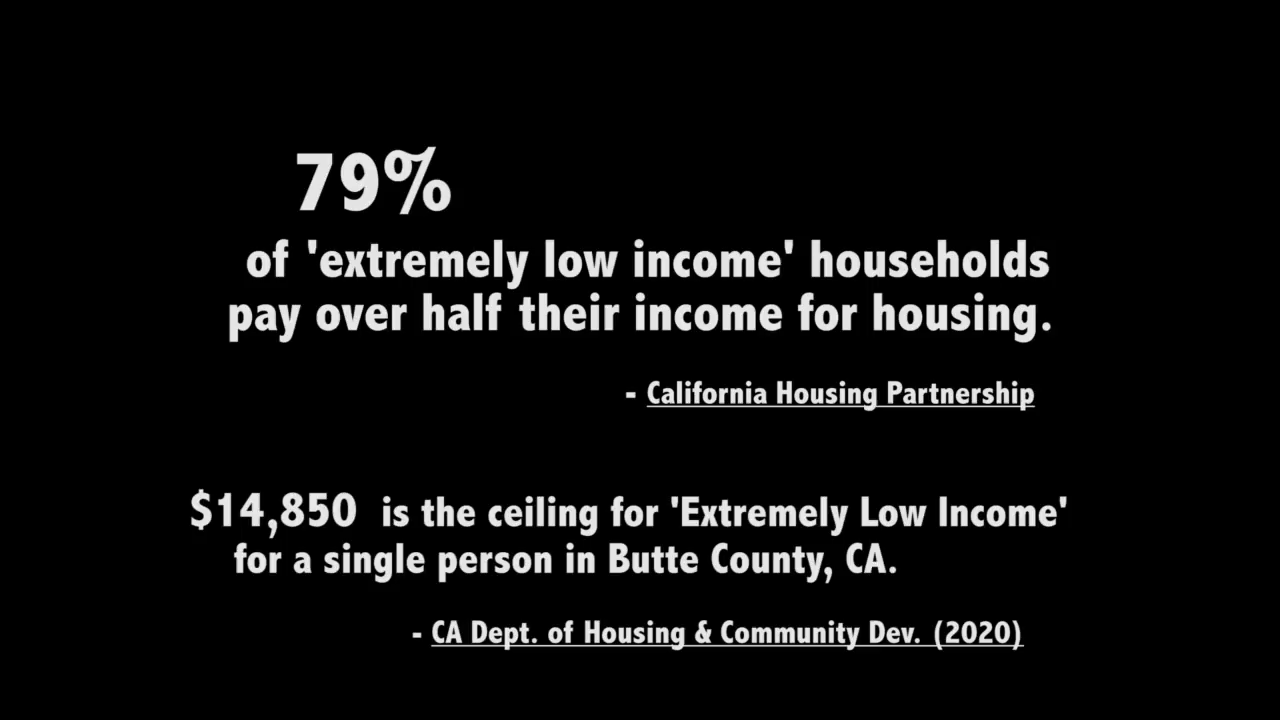 79%
of 'extremely low income' households
pay over half their income for housing.
- California Housing Partnership
$14,850 is the ceiling for 'Extremely Low Income'
for a single person in Butte County, CA.
- CA Dept. of Housing & Community Dev. (2020)